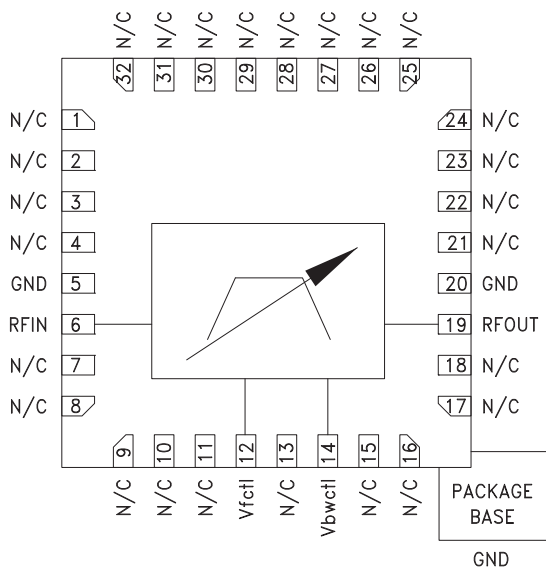 N/C N/C N/C N/C N/C N/C N/C N/C
32 31 30 29 28 27 26 25
N/C 1 24 N/C
N/C 2 23 N/C
N/C 3 22 N/C
N/C 4 21 N/C
GND 5 20 GND
RFIN 6 19 RFOUT
N/C 7 18 N/C
N/C 8 17 N/C
9 10 11 12 13 14 15 16
N/C N/C N/C Vfctl N/C Vbwctl N/C N/C
PACKAGE
BASE
GND